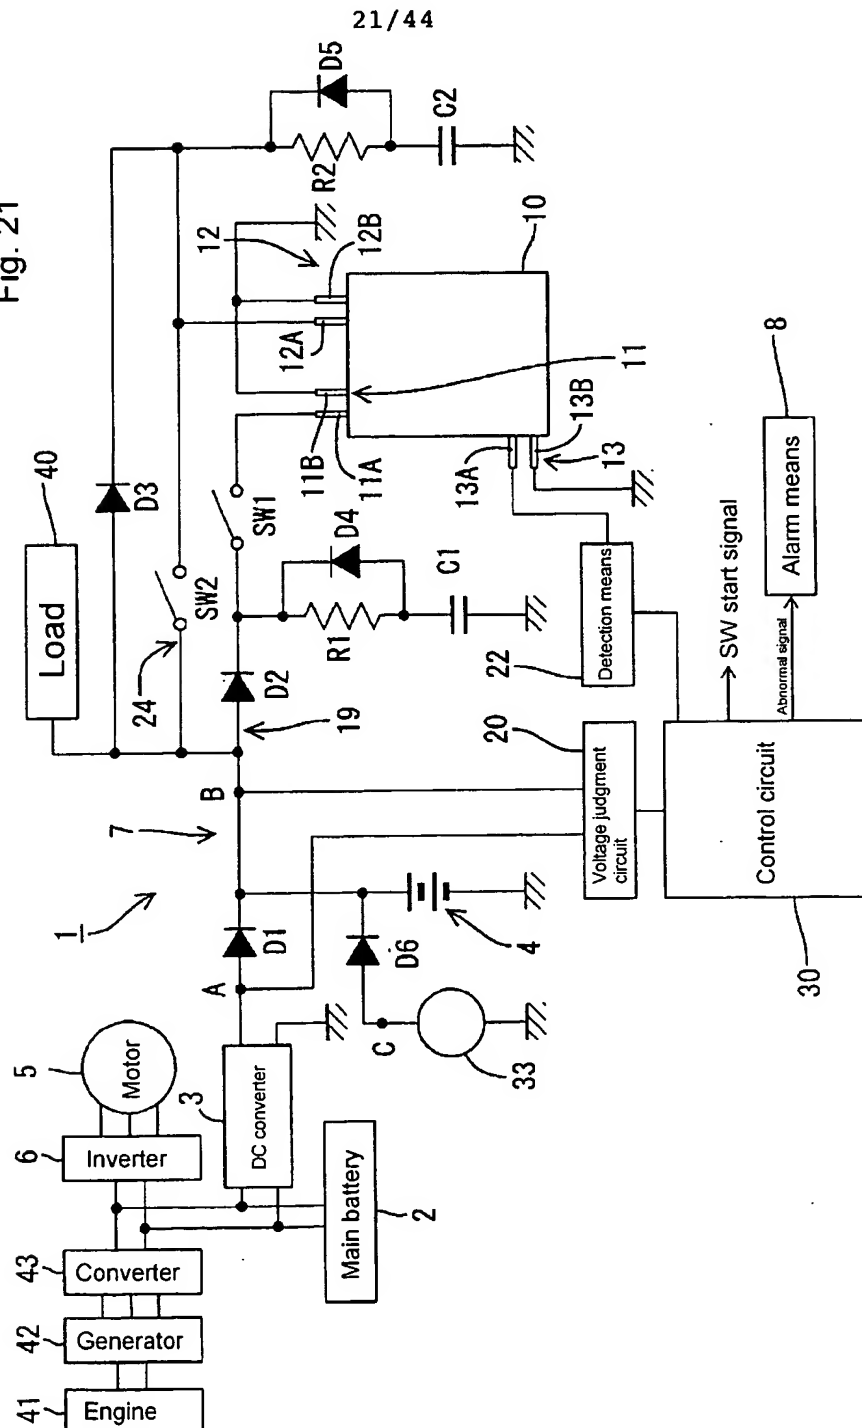 21/44
Fig. 21
5
Motor
6
Inverter
43
Converter
42
Generator
41
Engine
3
DC converter
Main battery
2
1
7
A
D1
B
D6
C
33
4
19
D2
24
SW2
Load
40
D3
SW1
R1
D4
C1
D5
R2
C2
12
12A
12B
11B
11A
11
10
13A
13B
13
Detection means
22
20
Voltage judgment
circuit
Control circuit
30
SW start signal
Abnormal signal
Alarm means
8